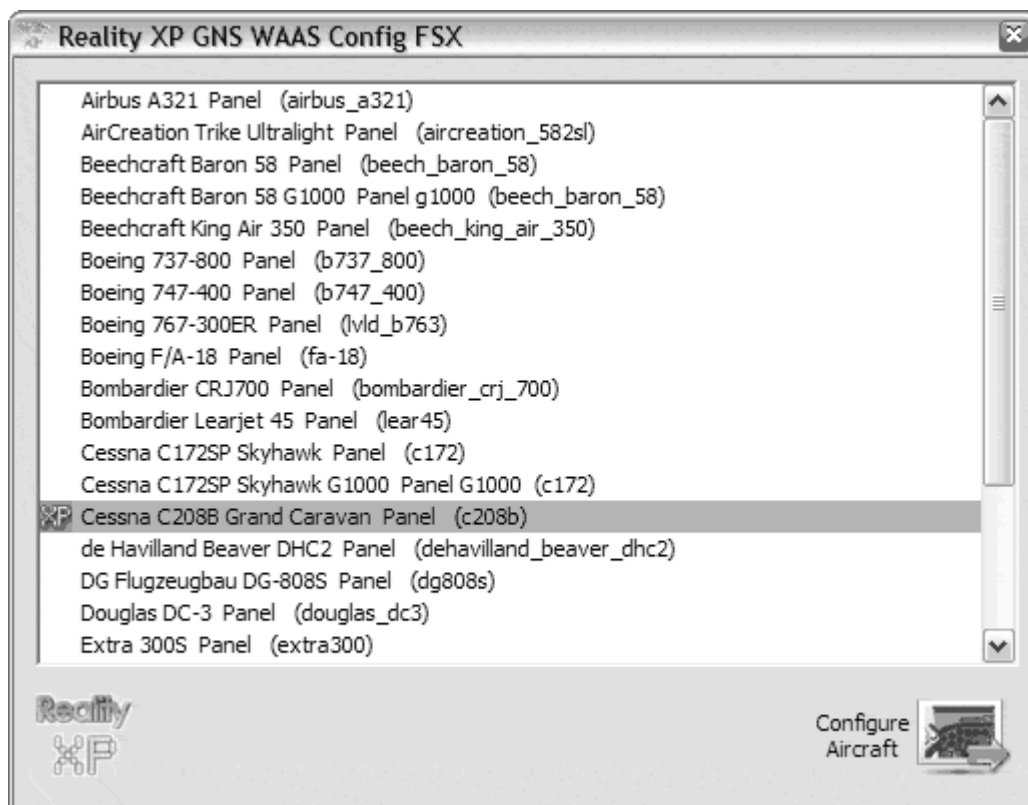 Reality XP GNS WAAS Config FSX
Airbus A321 Panel (airbus_a321)
AirCreation Trike Ultralight Panel (aircreation_582sl)
Beechcraft Baron 58 Panel (beech_baron_58)
Beechcraft Baron 58 G1000 Panel g1000 (beech_baron_58)
Beechcraft King Air 350 Panel (beech_king_air_350)
Boeing 737-800 Panel (b737_800)
Boeing 747-400 Panel (b747_400)
Boeing 767-300ER Panel (lvld_b763)
Boeing F/A-18 Panel (fa-18)
Bombardier CRJ700 Panel (bombardier_crj_700)
Bombardier Learjet 45 Panel (lear45)
Cessna C172SP Skyhawk Panel (c172)
Cessna C172SP Skyhawk G1000 Panel G1000 (c172)
XP Cessna C208B Grand Caravan Panel (c208b)
de Havilland Beaver DHC2 Panel (dehavilland_beaver_dhc2)
DG Flugzeugbau DG-808S Panel (dg808s)
Douglas DC-3 Panel (douglas_dc3)
Extra 300S Panel (extra300)
Reality
XP
Configure
Aircraft